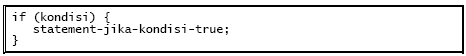 if (kondisi) {
   statement-jika-kondisi-true;
}